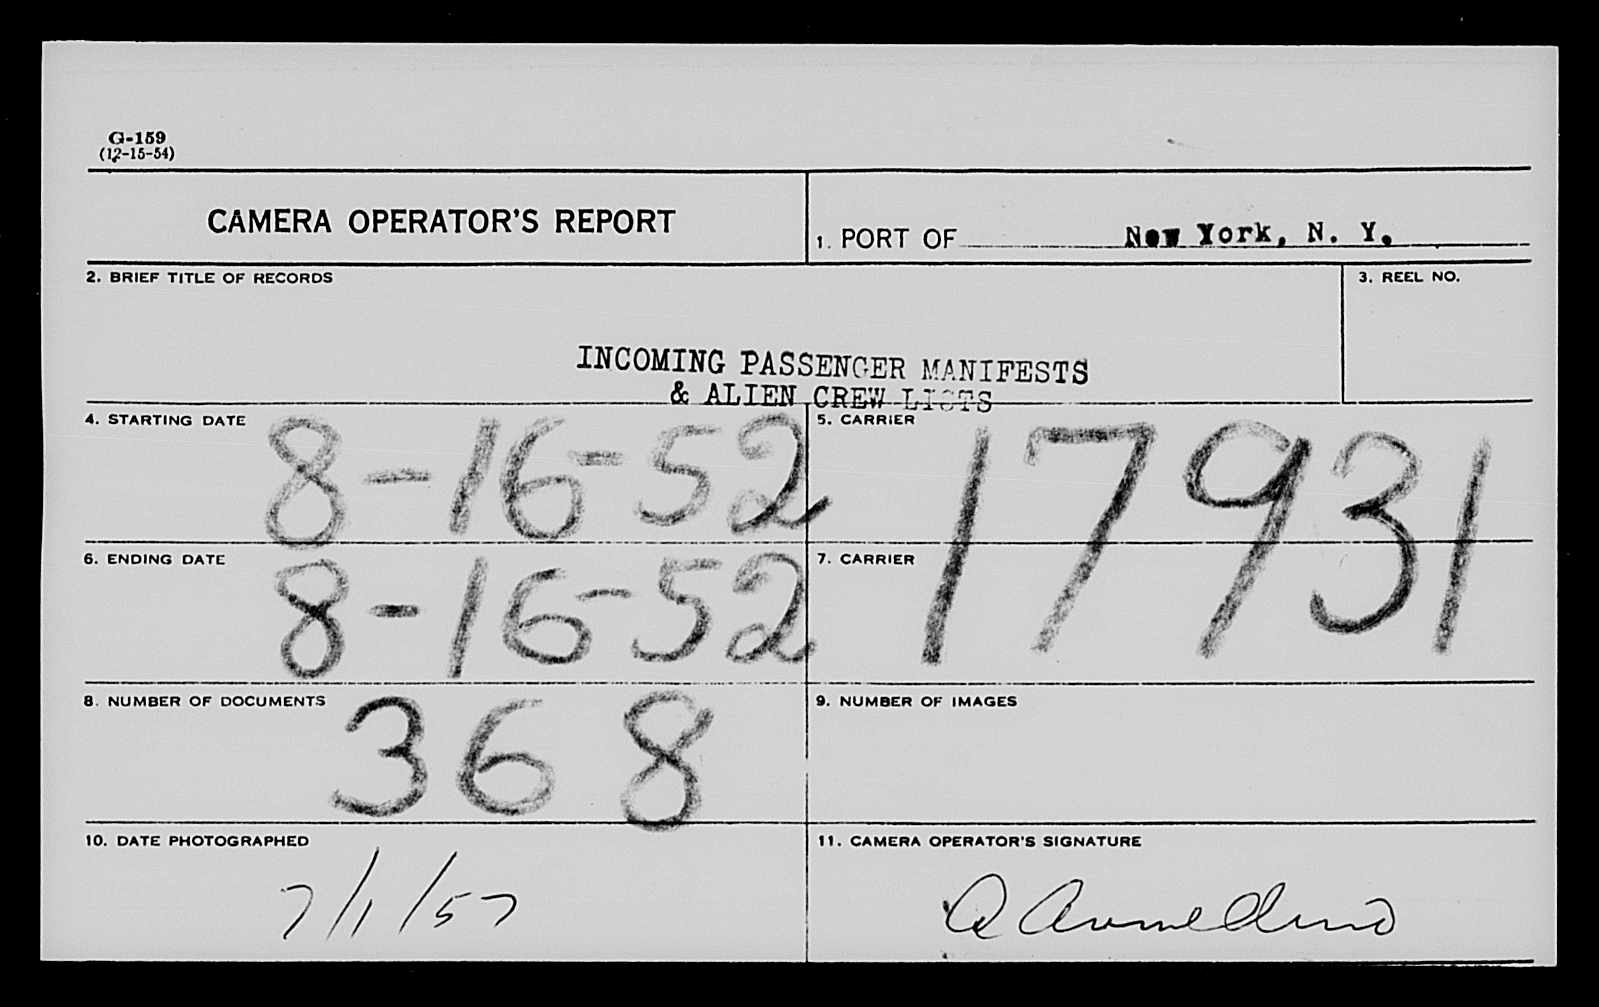 G-159
(12-15-54)
CAMERA OPERATOR'S REPORT
1. PORT OF New York, N. Y.
2. BRIEF TITLE OF RECORDS
3. REEL NO.
INCOMING PASSENGER MANIFESTS
& ALIEN CREW LISTS
4. STARTING DATE 8-16-52
5. CARRIER 17931
6. ENDING DATE 8-16-52
7. CARRIER
8. NUMBER OF DOCUMENTS 368
9. NUMBER OF IMAGES
10. DATE PHOTOGRAPHED
7/1/57
11. CAMERA OPERATOR'S SIGNATURE